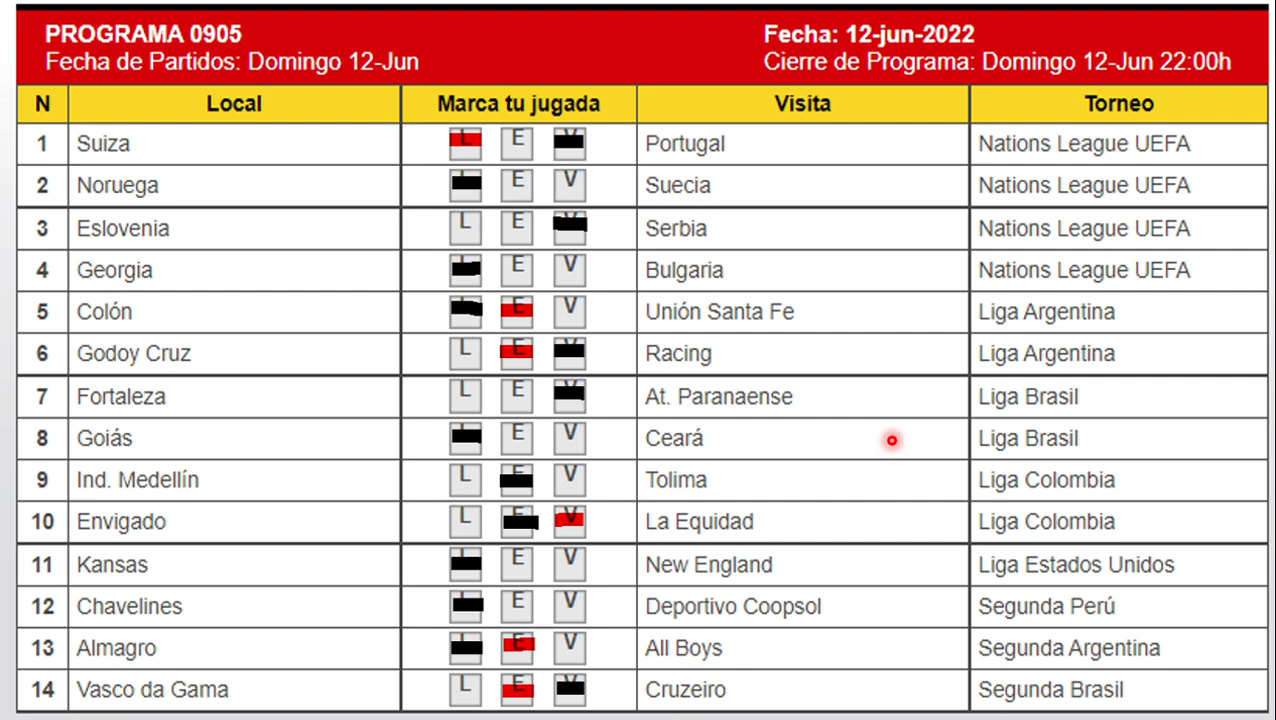 PROGRAMA 0905 Fecha: 12-jun-2022
Fecha de Partidos: Domingo 12-Jun Cierre de Programa: Domingo 12-Jun 22:00h
N Local Marca tu jugada Visita Torneo
1 Suiza L E V Portugal Nations League UEFA
2 Noruega E V Suecia Nations League UEFA
3 Eslovenia L E V Serbia Nations League UEFA
4 Georgia L E V Bulgaria Nations League UEFA
5 Colón E V Unión Santa Fe Liga Argentina
6 Godoy Cruz L E V Racing Liga Argentina
7 Fortaleza L E V At. Paranaense Liga Brasil
8 Goiás E V Ceará Liga Brasil
9 Ind. Medellín L E V Tolima Liga Colombia
10 Envigado L E V La Equidad Liga Colombia
11 Kansas E V New England Liga Estados Unidos
12 Chavelines E V Deportivo Coopsol Segunda Perú
13 Almagro E V All Boys Segunda Argentina
14 Vasco da Gama L E Cruzeiro Segunda Brasil